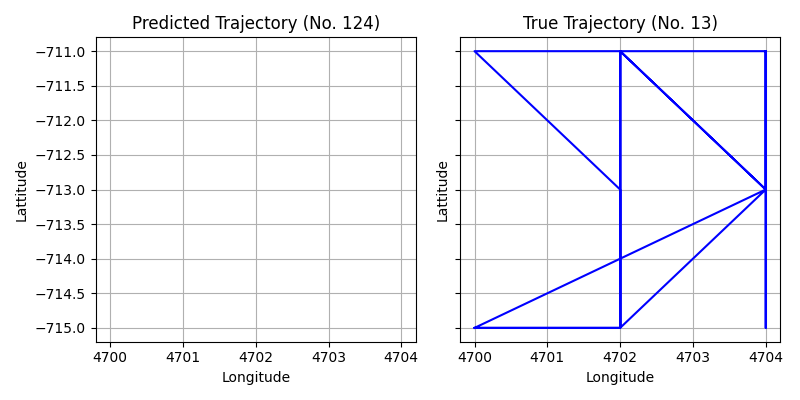 Predicted Trajectory (No. 124)
True Trajectory (No. 13)
−711.0
−711.5
−712.0
−712.5
−713.0
−713.5
−714.0
−714.5
−715.0
Lattitude
Lattitude
4700 4701 4702 4703 4704
4700 4701 4702 4703 4704
Longitude
Longitude